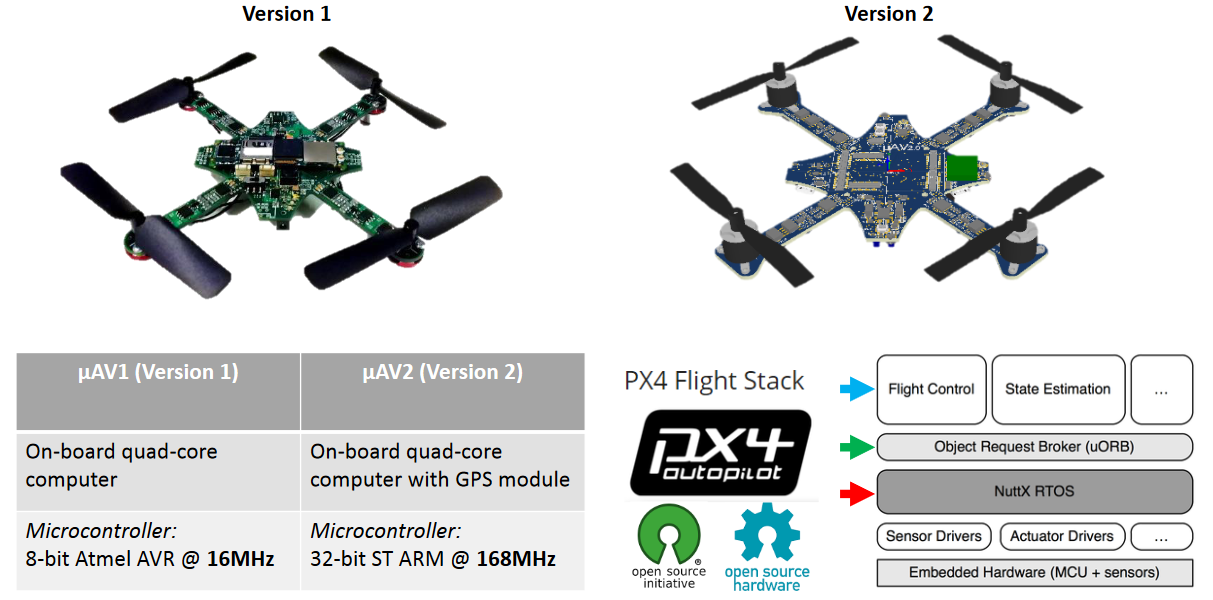 Version 1
Version 2
µAV2.0
µAV1 (Version 1)
µAV2 (Version 2)
On-board quad-core
computer
On-board quad-core
computer with GPS module
Microcontroller:
8-bit Atmel AVR @ 16MHz
Microcontroller:
32-bit ST ARM @ 168MHz
PX4 Flight Stack
px4
autopilot
open source
initiative
®
open source
hardware
Flight Control
State Estimation
...
Object Request Broker (uORB)
NuttX RTOS
Sensor Drivers
Actuator Drivers
...
Embedded Hardware (MCU + sensors)